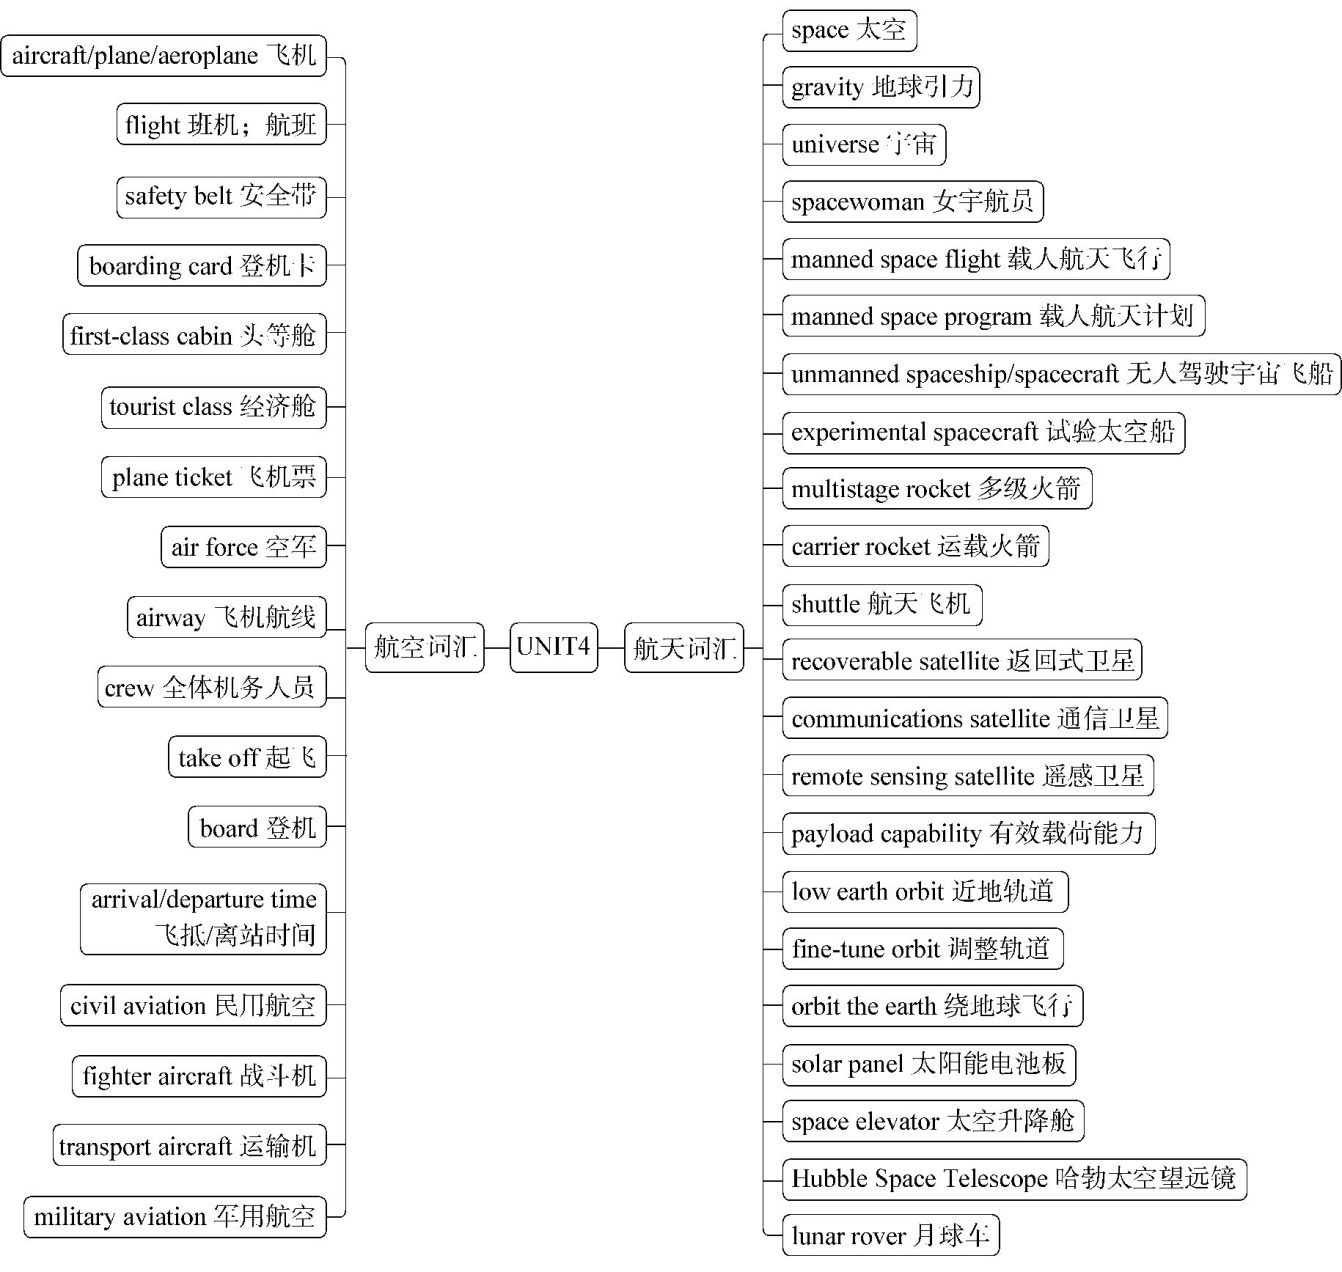 aircraft/plane/aeroplane 飞机
flight 班机；航班
safety belt 安全带
boarding card 登机卡
first-class cabin 头等舱
tourist class 经济舱
plane ticket 飞机票
air force 空军
airway 飞机航线
crew 全体机务人员
take off 起飞
board 登机
arrival/departure time
飞抵/离站时间
civil aviation 民用航空
fighter aircraft 战斗机
transport aircraft 运输机
military aviation 军用航空
航空词汇
UNIT4
航天词汇
space 太空
gravity 地球引力
universe 宇宙
spacewoman 女宇航员
manned space flight 载人航天飞行
manned space program 载人航天计划
unmanned spaceship/spacecraft 无人驾驶宇宙飞船
experimental spacecraft 试验太空船
multistage rocket 多级火箭
carrier rocket 运载火箭
shuttle 航天飞机
recoverable satellite 返回式卫星
communications satellite 通信卫星
remote sensing satellite 遥感卫星
payload capability 有效载荷能力
low earth orbit 近地轨道
fine-tune orbit 调整轨道
orbit the earth 绕地球飞行
solar panel 太阳能电池板
space elevator 太空升降舱
Hubble Space Telescope 哈勃太空望远镜
lunar rover 月球车